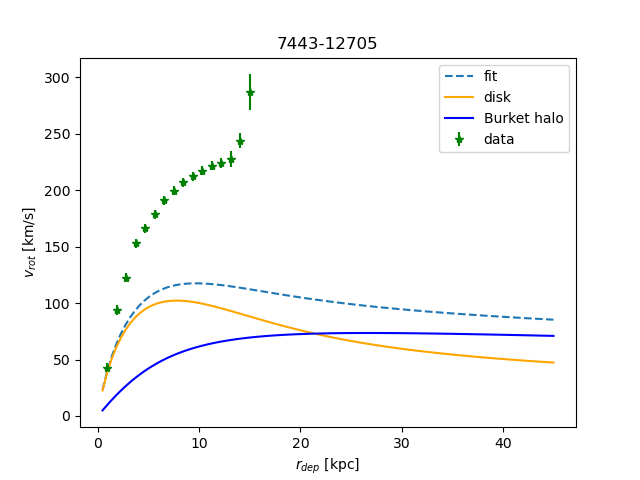 7443-12705
300
250
200
150
100
50
0
v_rot [km/s]
fit
disk
Burket halo
data
0 10 20 30 40
r_dep [kpc]